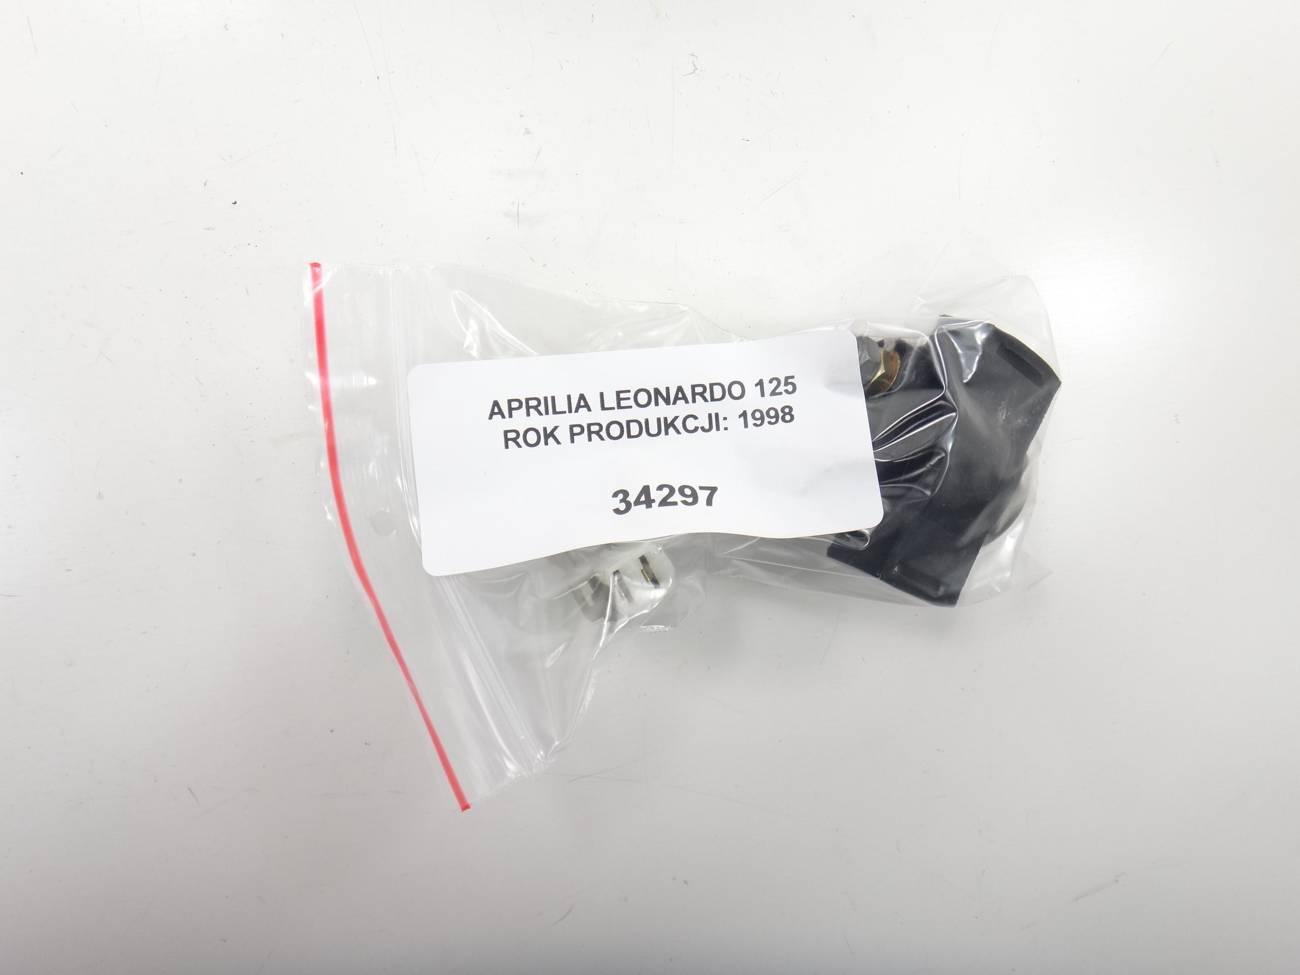 APRILIA LEONARDO 125
ROK PRODUKCJI: 1998
34297